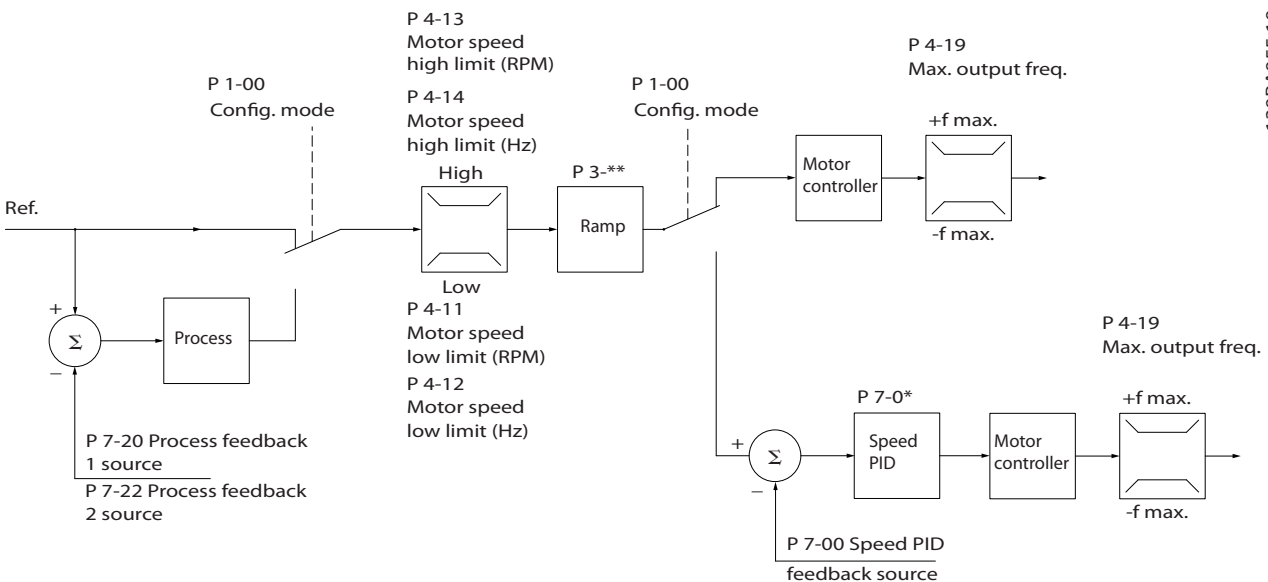 P 4-13
Motor speed
high limit (RPM)
P 4-14
Motor speed
high limit (Hz)
P 1-00
Config. mode
P 1-00
Config. mode
P 4-19
Max. output freq.
Ref.
High
Low
P 3-**
Ramp
Motor
controller
+f max.
-f max.
+
Σ
−
Process
P 4-11
Motor speed
low limit (RPM)
P 4-12
Motor speed
low limit (Hz)
P 7-20 Process feedback
1 source
P 7-22 Process feedback
2 source
P 4-19
Max. output freq.
+
Σ
−
P 7-0*
Speed
PID
Motor
controller
+f max.
-f max.
P 7-00 Speed PID
feedback source